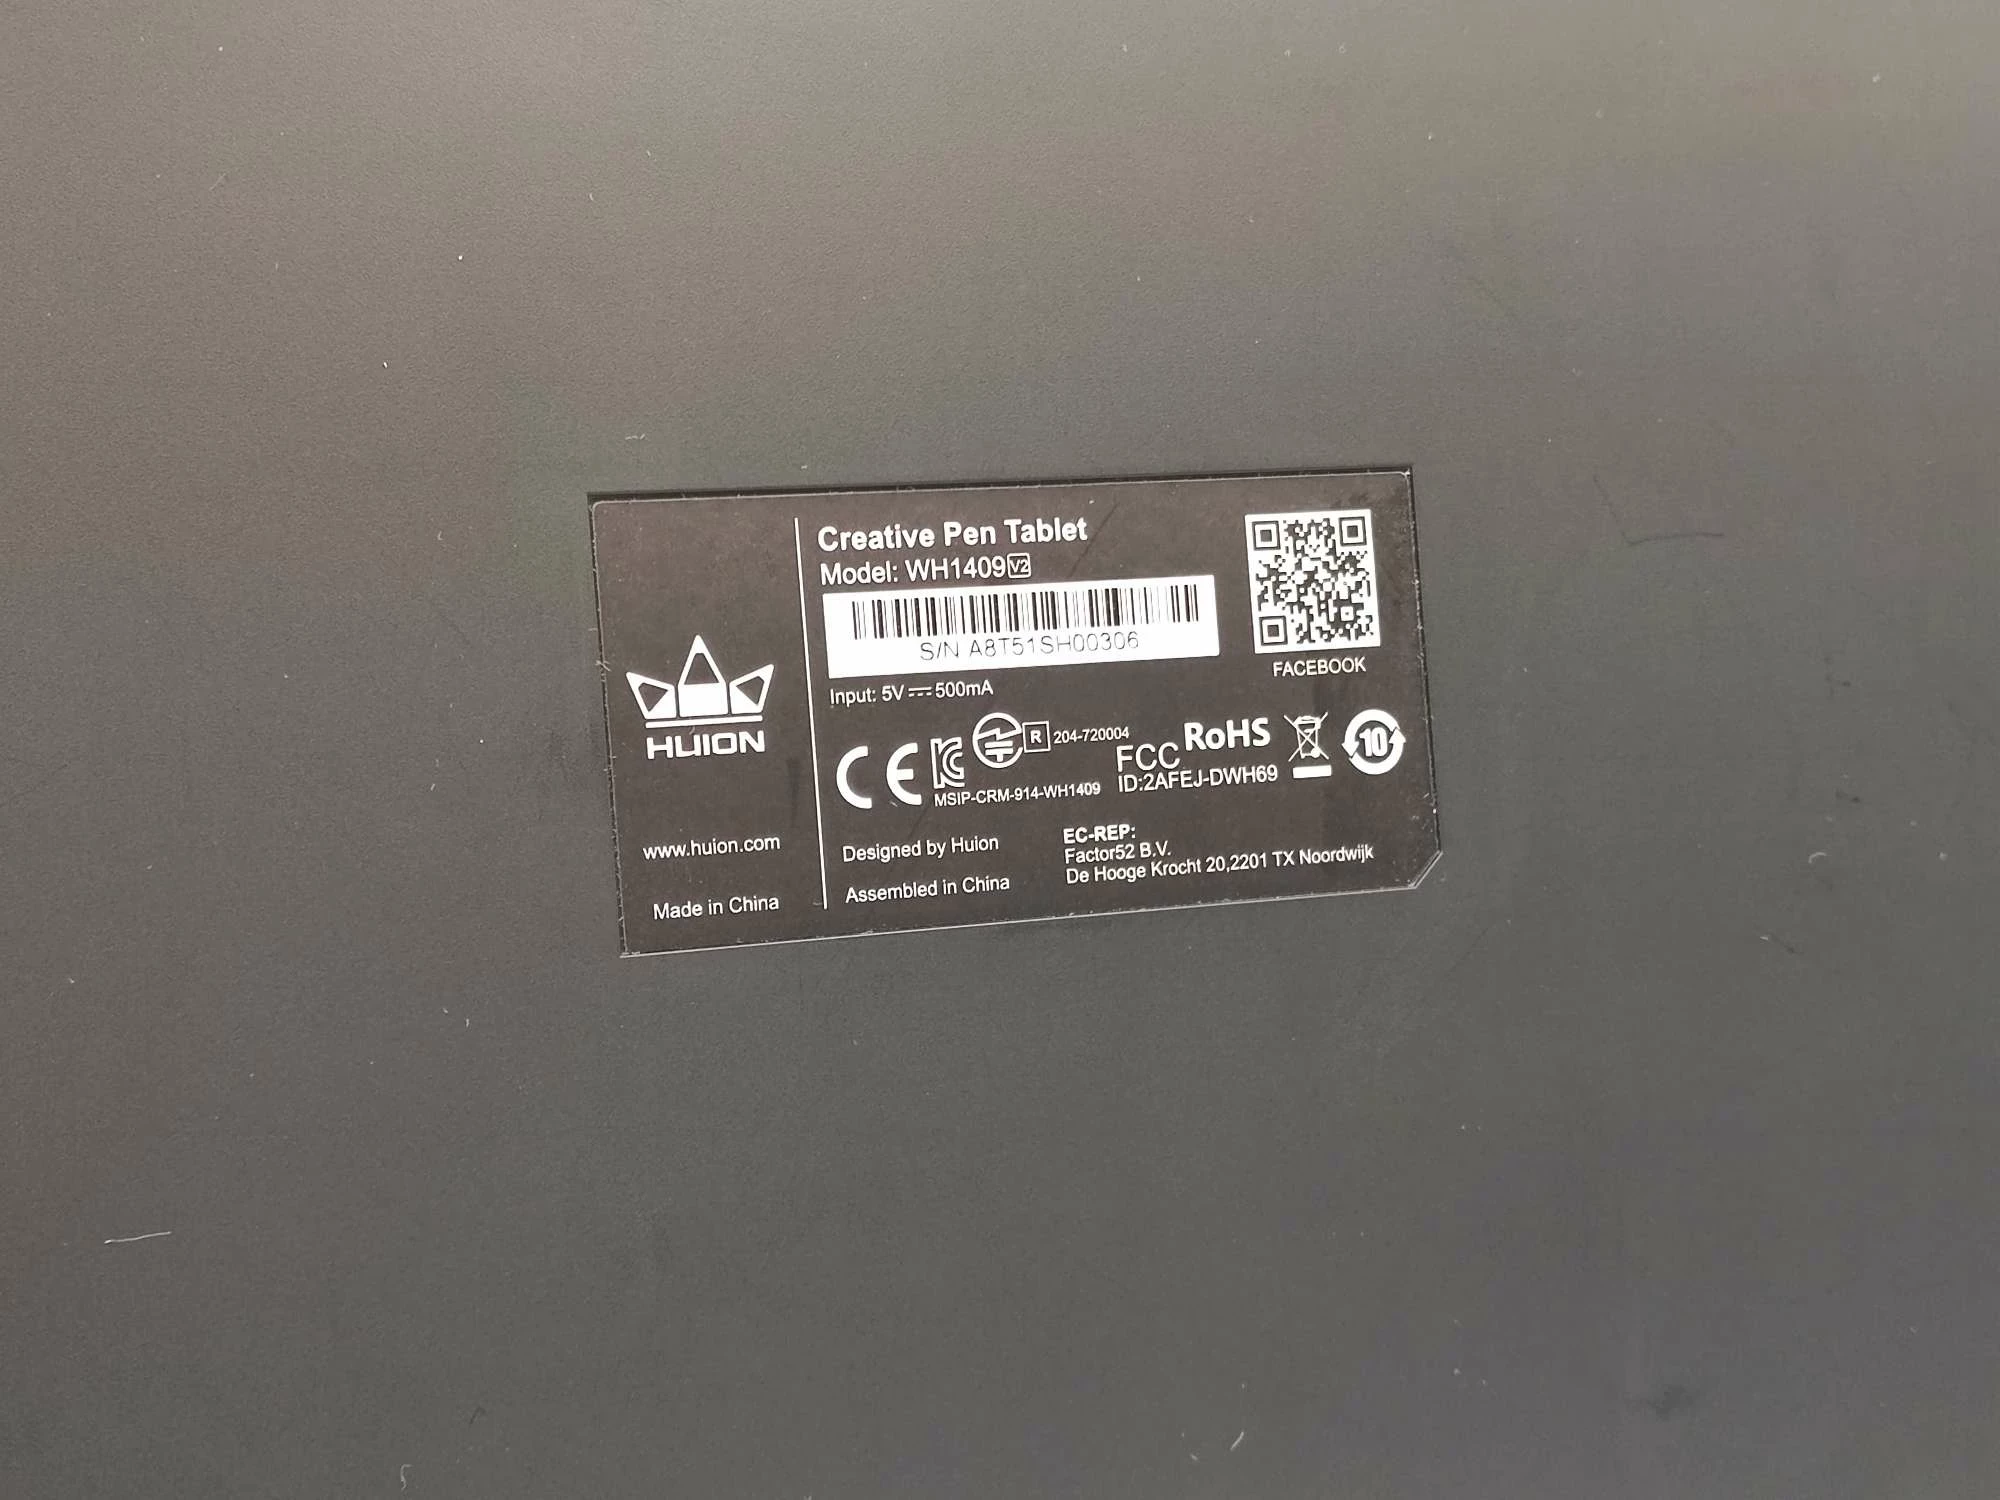 Creative Pen Tablet
Model: WH1409 V2
S/N A8T51SH00306
FACEBOOK
Input: 5V 500mA
HUION
R 204-720004
MSIP-CRM-914-WH1409
FCC
ID:2AFEJ-DWH69
RoHS
10
www.huion.com
Made in China
Designed by Huion
Assembled in China
EC-REP:
Factor52 B.V.
De Hooge Krocht 20,2201 TX Noordwijk